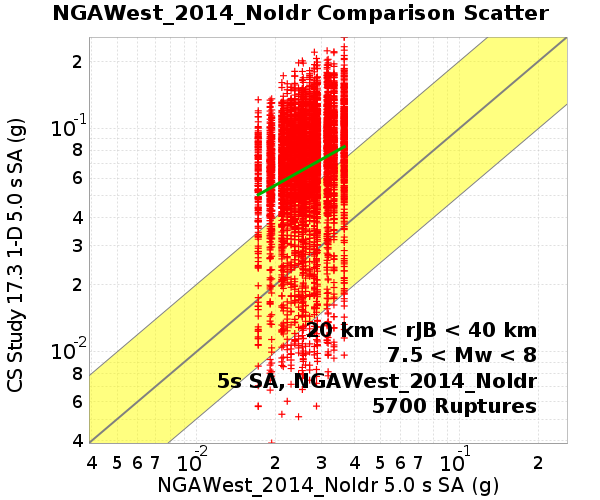 NGAWest_2014_NoIdr Comparison Scatter
CS Study 17.3 1-D 5.0 s SA (g)
2
10⁻¹
8
6
4
3
2
10⁻²
8
6
4
20 km < rJB < 40 km
7.5 < Mw < 8
5s SA, NGAWest_2014_NoIdr
5700 Ruptures
4 5 6 7 10⁻² 2 3 4 5 6 7 10⁻¹ 2
NGAWest_2014_NoIdr 5.0 s SA (g)